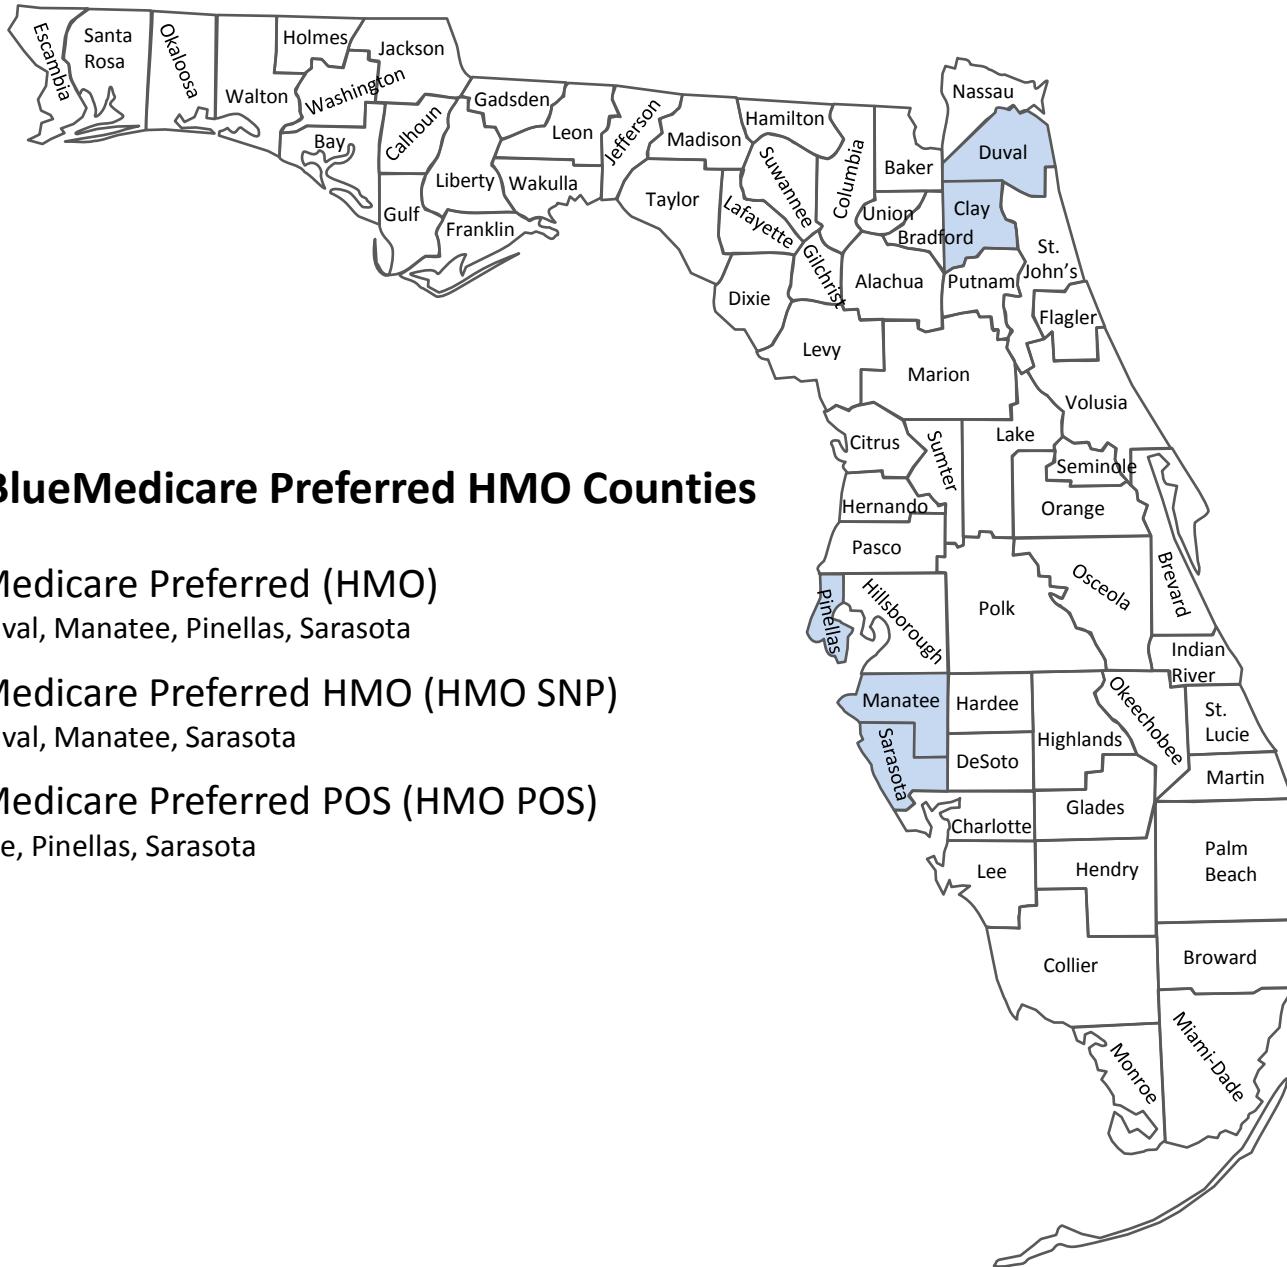 BlueMedicare Preferred HMO Counties
Medicare Preferred (HMO)
val, Manatee, Pinellas, Sarasota
Medicare Preferred HMO (HMO SNP)
val, Manatee, Sarasota
Medicare Preferred POS (HMO POS)
e, Pinellas, Sarasota
Escambia
Santa
Rosa
Okaloosa
Walton
Holmes
Jackson
Washington
Bay
Calhoun
Gulf
Gadsden
Liberty
Franklin
Leon
Wakulla
Jefferson
Madison
Taylor
Hamilton
Suwannee
Lafayette
Dixie
Columbia
Gilchrist
Levy
Baker
Union
Bradford
Alachua
Nassau
Duval
Clay
St.
John's
Putnam
Flagler
Marion
Volusia
Citrus
Sumter
Lake
Seminole
Orange
Hernando
Pasco
Brevard
Osceola
Polk
Hillsborough
Pinellas
Indian
River
Manatee
Hardee
Okeechobee
St.
Lucie
Highlands
Sarasota
DeSoto
Martin
Glades
Charlotte
Lee
Hendry
Palm
Beach
Collier
Broward
Monroe
Miami-Dade